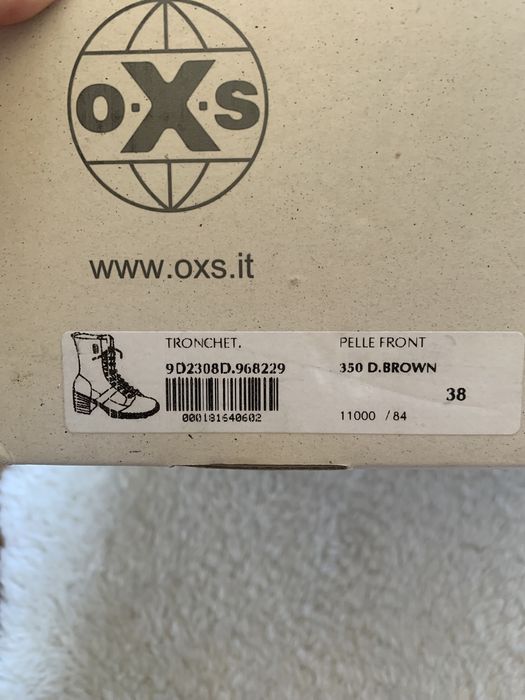 O·X·S
www.oxs.it
TRONCHET. PELLE FRONT
9D2308D.968229 350 D.BROWN
38
000181640602 11000 /84